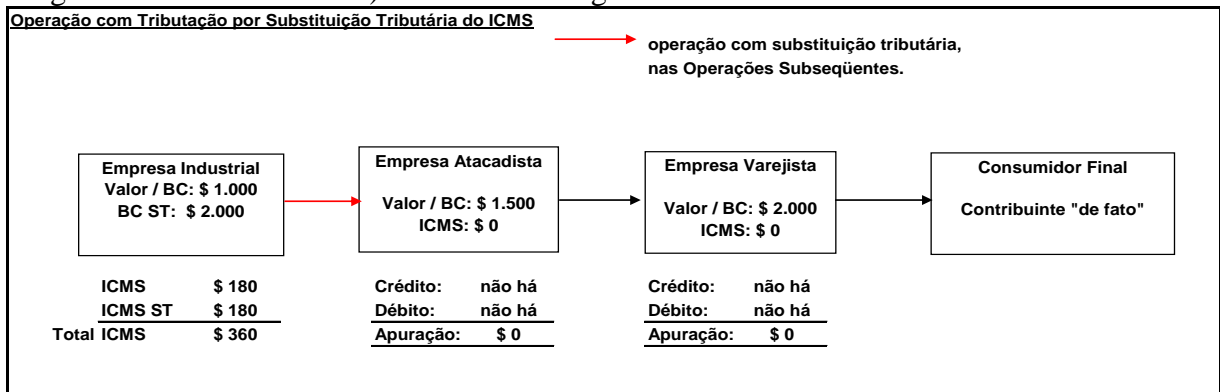 Operação com Tributação por Substituição Tributária do ICMS
operação com substituição tributária,
nas Operações Subseqüentes.
Empresa Industrial
Valor / BC: $ 1.000
BC ST: $ 2.000
Empresa Atacadista
Valor / BC: $ 1.500
ICMS: $ 0
Empresa Varejista
Valor / BC: $ 2.000
ICMS: $ 0
Consumidor Final
Contribuinte "de fato"
ICMS $ 180
ICMS ST $ 180
Total ICMS $ 360
Crédito: não há
Débito: não há
Apuração: $ 0
Crédito: não há
Débito: não há
Apuração: $ 0